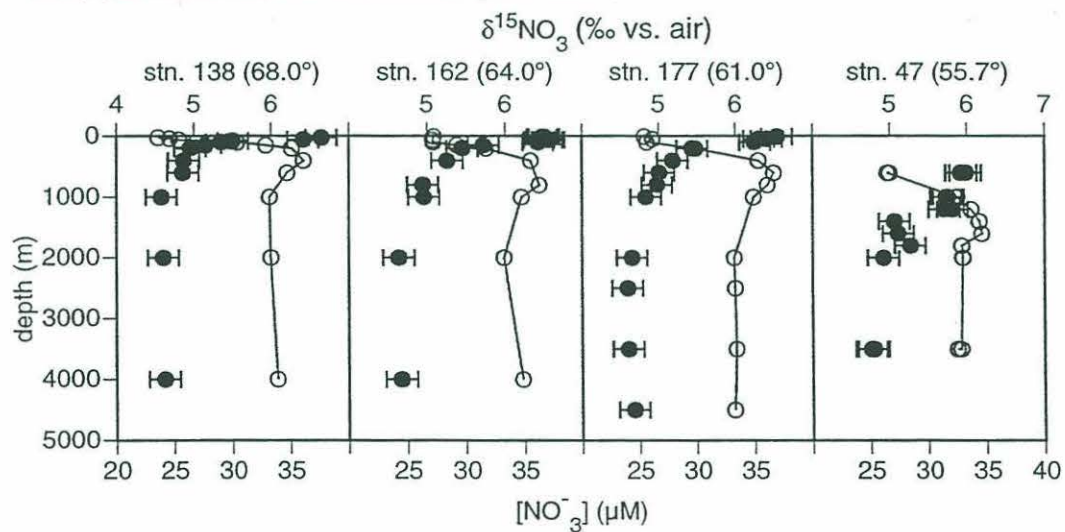 δ¹⁵NO₃ (‰ vs. air)
stn. 138 (68.0°) stn. 162 (64.0°) stn. 177 (61.0°) stn. 47 (55.7°)
4 5 6 5 6 5 6 5 6 7
0
1000
2000
3000
4000
5000
depth (m)
20 25 30 35 25 30 35 25 30 35 25 30 35 40
[NO⁻₃] (μM)